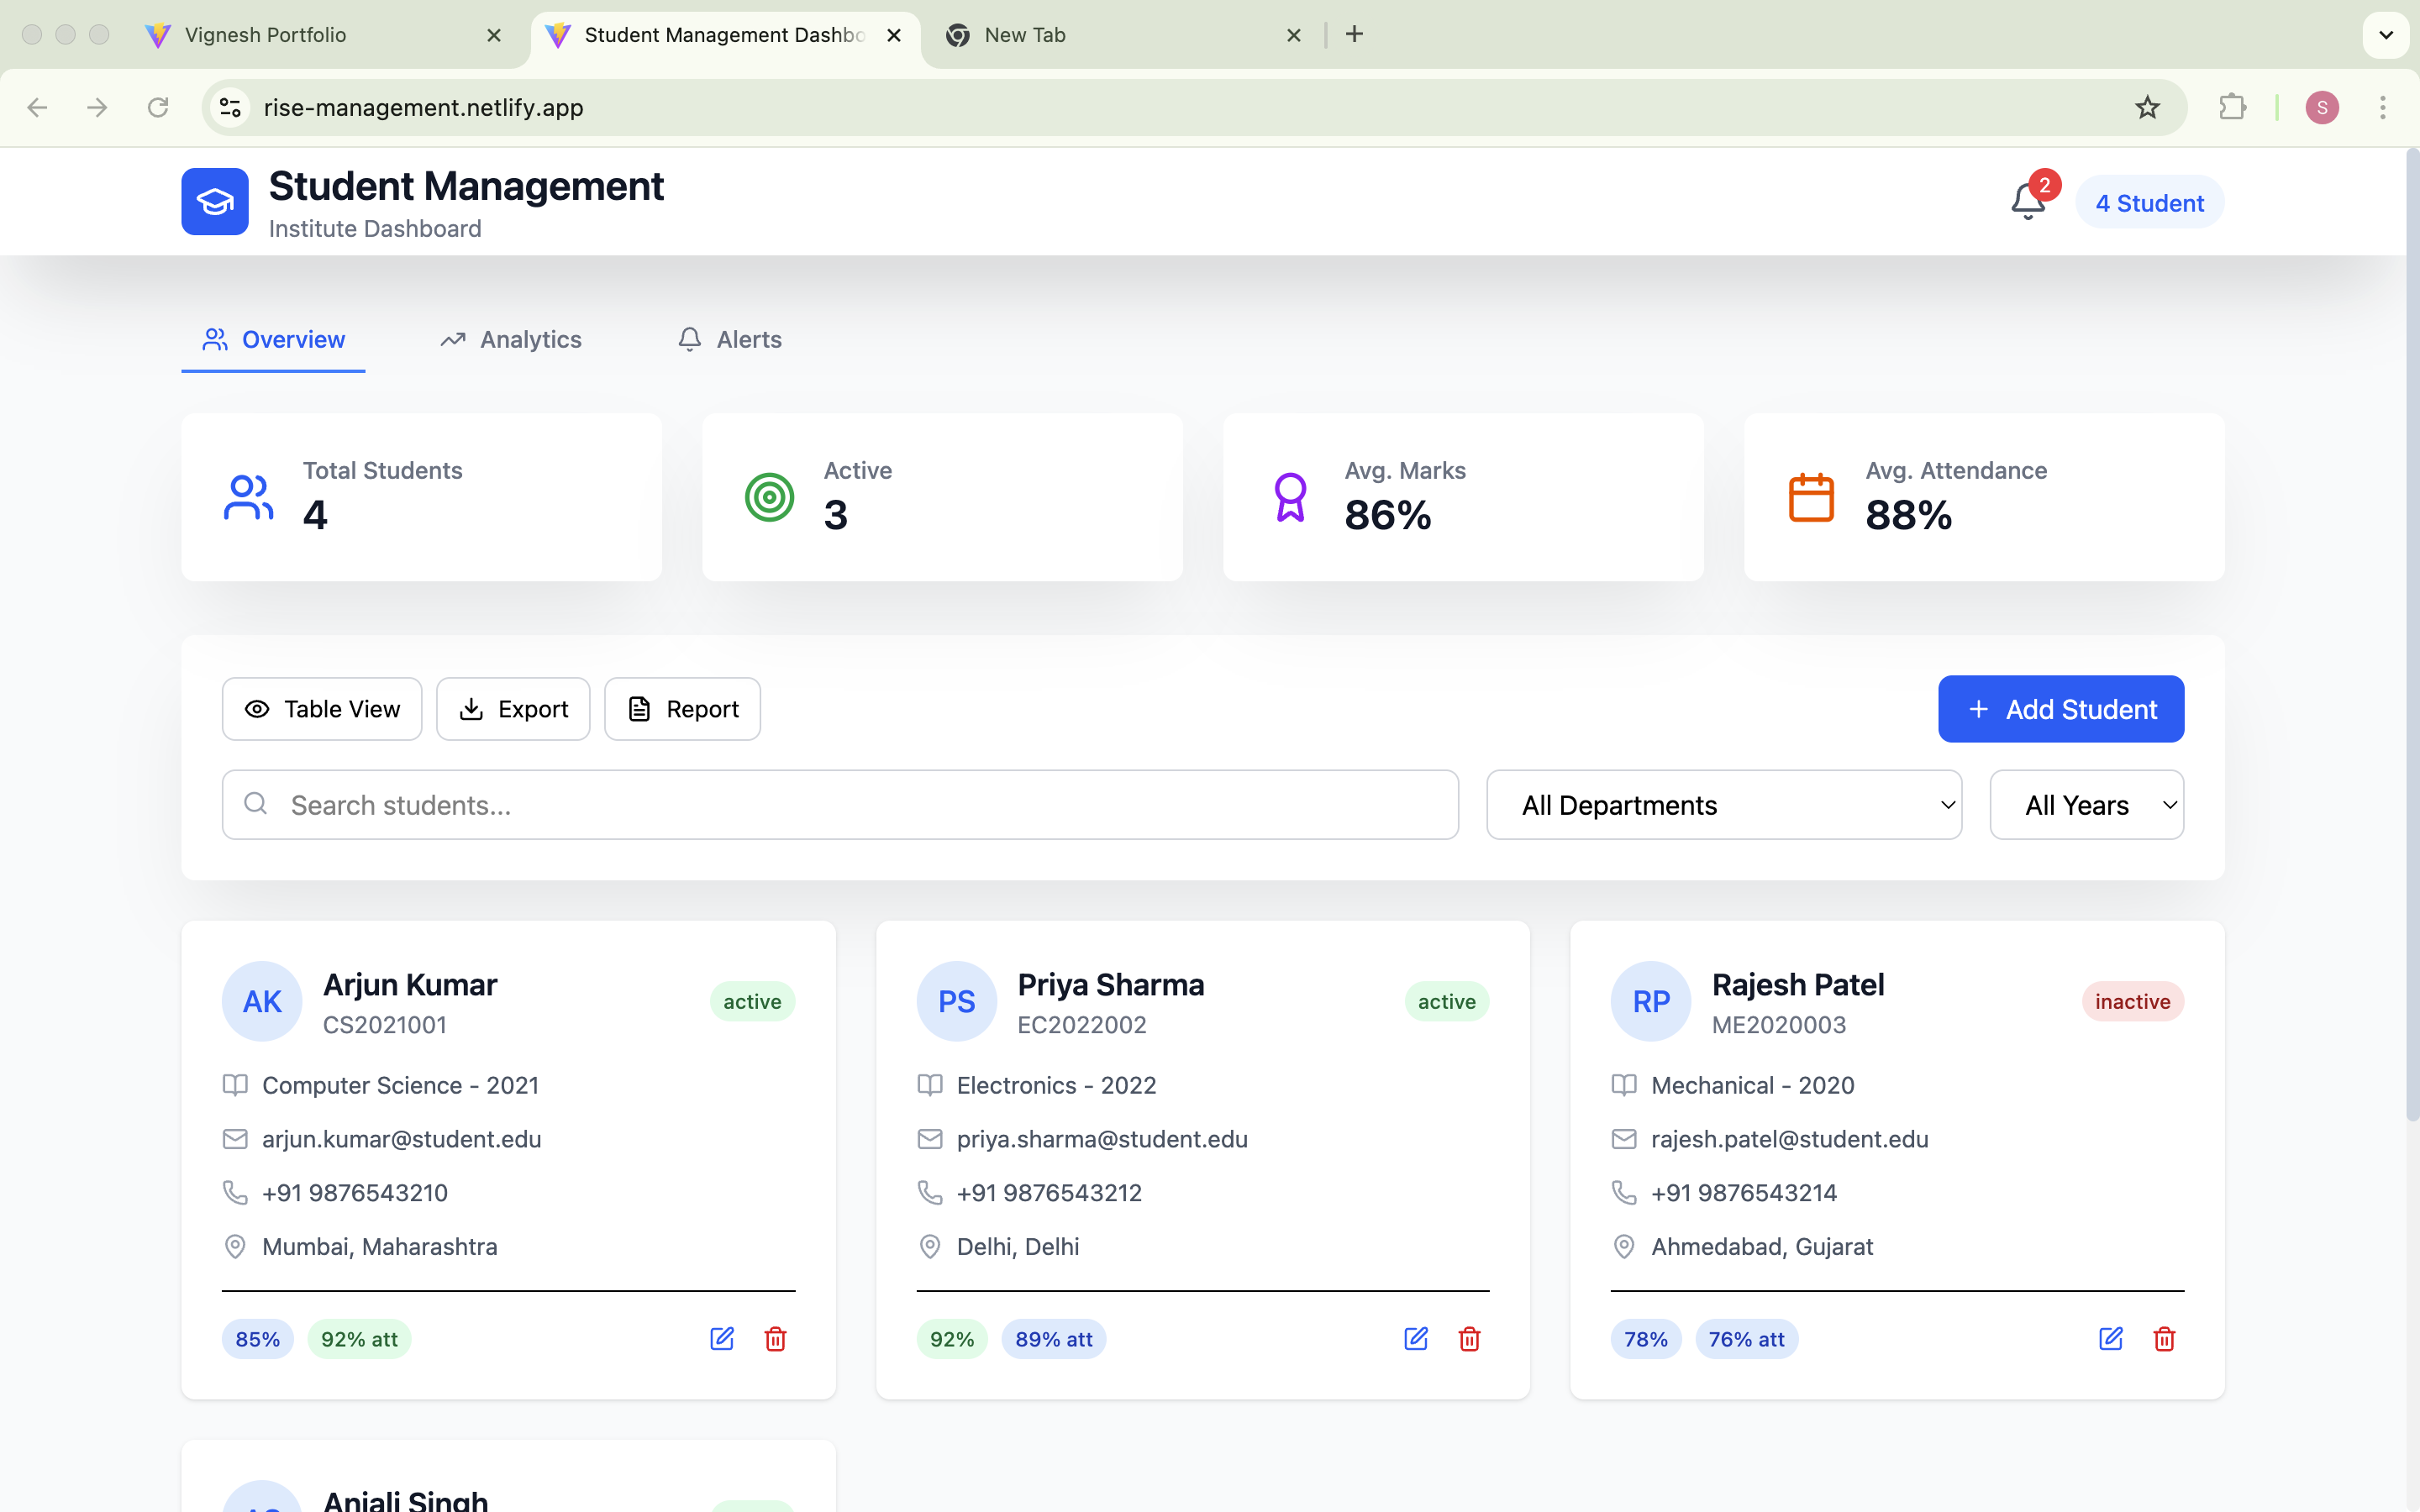 Vignesh Portfolio
Student Management Dashbo
New Tab
rise-management.netlify.app
S
Student Management
Institute Dashboard
2
4 Student
Overview
Analytics
Alerts
Total Students
4
Active
3
Avg. Marks
86%
Avg. Attendance
88%
Table View
Export
Report
Add Student
Search students...
All Departments
All Years
AK
Arjun Kumar
CS2021001
active
Computer Science - 2021
arjun.kumar@student.edu
+91 9876543210
Mumbai, Maharashtra
85%
92% att
PS
Priya Sharma
EC2022002
active
Electronics - 2022
priya.sharma@student.edu
+91 9876543212
Delhi, Delhi
92%
89% att
RP
Rajesh Patel
ME2020003
inactive
Mechanical - 2020
rajesh.patel@student.edu
+91 9876543214
Ahmedabad, Gujarat
78%
76% att
Anjali Singh